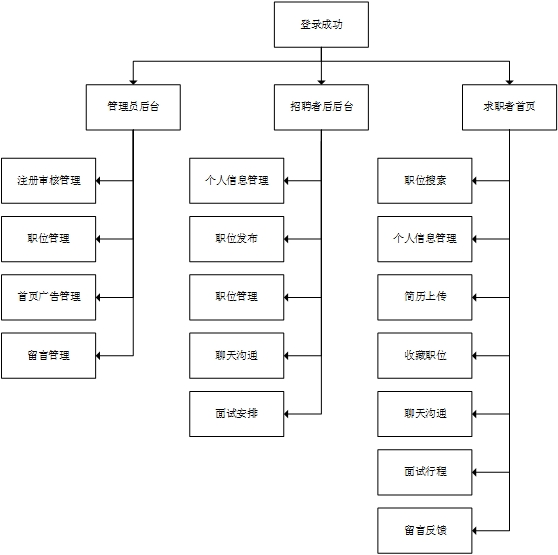 登录成功
管理员后台
招聘者后后台
求职者首页
注册审核管理
个人信息管理
职位搜索
职位管理
职位发布
个人信息管理
首页广告管理
职位管理
简历上传
留言管理
聊天沟通
收藏职位
面试安排
聊天沟通
面试行程
留言反馈